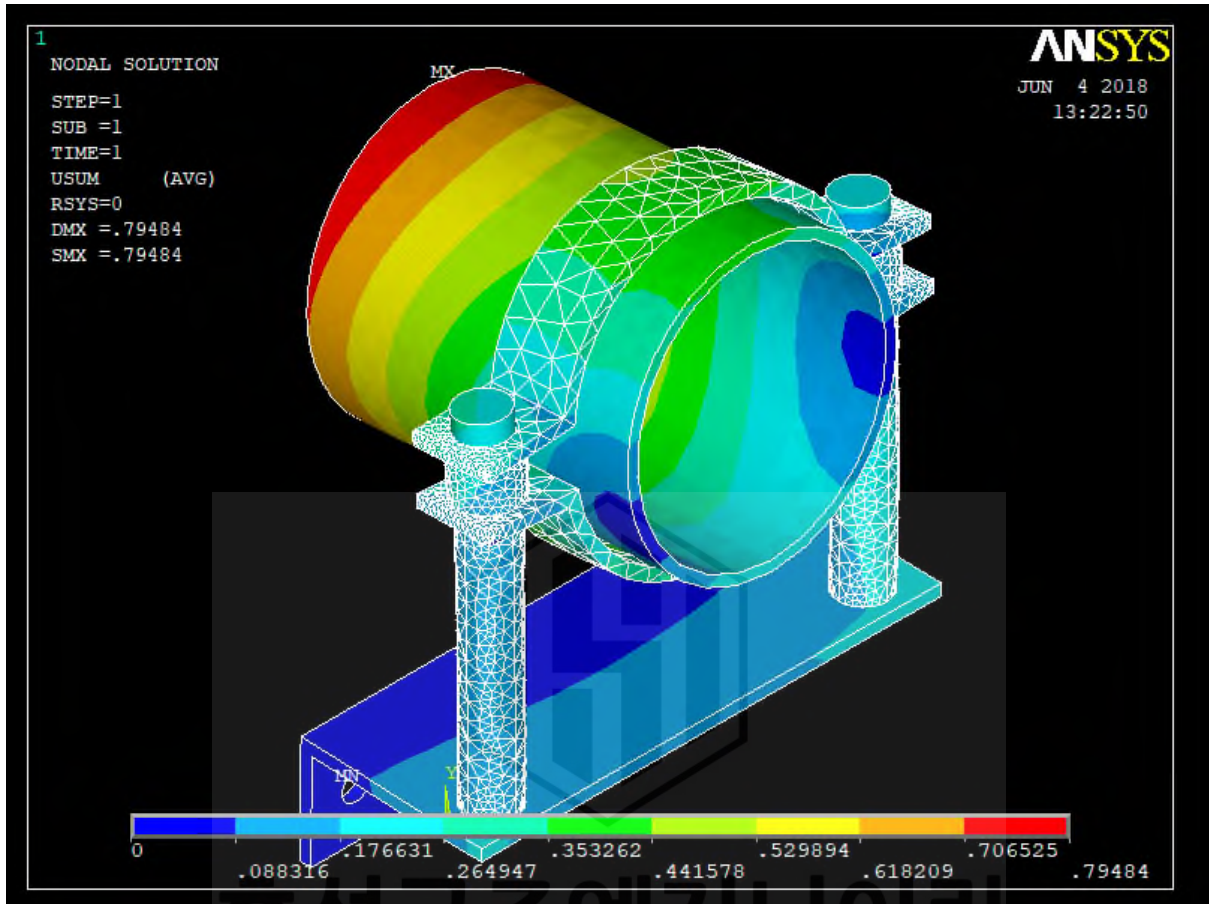 1
NODAL SOLUTION
STEP=1
SUB =1
TIME=1
USUM (AVG)
RSYS=0
DMX =.79484
SMX =.79484
ANSYS
JUN 4 2018
13:22:50
MX
MN
Y
0 .176631 .353262 .529894 .706525
.088316 .264947 .441578 .618209 .79484